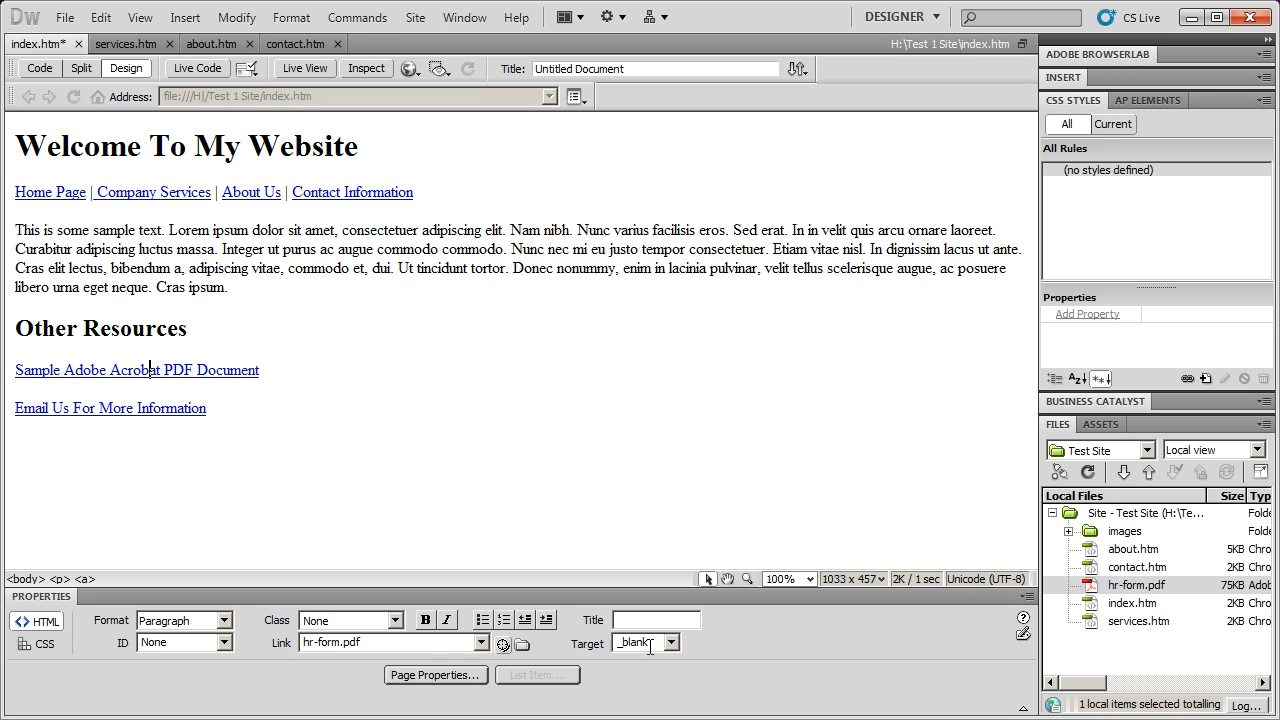 Dw File Edit View Insert Modify Format Commands Site Window Help DESIGNER CS Live
index.htm* services.htm about.htm contact.htm H:\Test 1 Site\index.htm
Code Split Design Live Code Live View Inspect Title: Untitled Document
Address: file:///H|/Test 1 Site/index.htm
Welcome To My Website
Home Page | Company Services | About Us | Contact Information
This is some sample text. Lorem ipsum dolor sit amet, consectetuer adipiscing elit. Nam nibh. Nunc varius facilisis eros. Sed erat. In in velit quis arcu ornare laoreet.
Curabitur adipiscing luctus massa. Integer ut purus ac augue commodo commodo. Nunc nec mi eu justo tempor consectetuer. Etiam vitae nisl. In dignissim lacus ut ante.
Cras elit lectus, bibendum a, adipiscing vitae, commodo et, dui. Ut tincidunt tortor. Donec nonummy, enim in lacinia pulvinar, velit tellus scelerisque augue, ac posuere
libero urna eget neque. Cras ipsum.
Other Resources
Sample Adobe Acrobat PDF Document
Email Us For More Information
<body> <p> <a> 100% 1033 x 457 2K / 1 sec Unicode (UTF-8)
PROPERTIES
<> HTML Format Paragraph Class None B I Title
CSS ID None Link hr-form.pdf Target _blank
Page Properties... List Item...
ADOBE BROWSERLAB
INSERT
CSS STYLES AP ELEMENTS
All Current
All Rules
(no styles defined)
Properties
Add Property
BUSINESS CATALYST
FILES ASSETS
Test Site Local view
Local Files Size Typ
Site - Test Site (H:\Te... Folde
images Folde
about.htm 5KB Chro
contact.htm 2KB Chro
hr-form.pdf 75KB Adob
index.htm 2KB Chro
services.htm 2KB Chro
1 local items selected totalling Log...